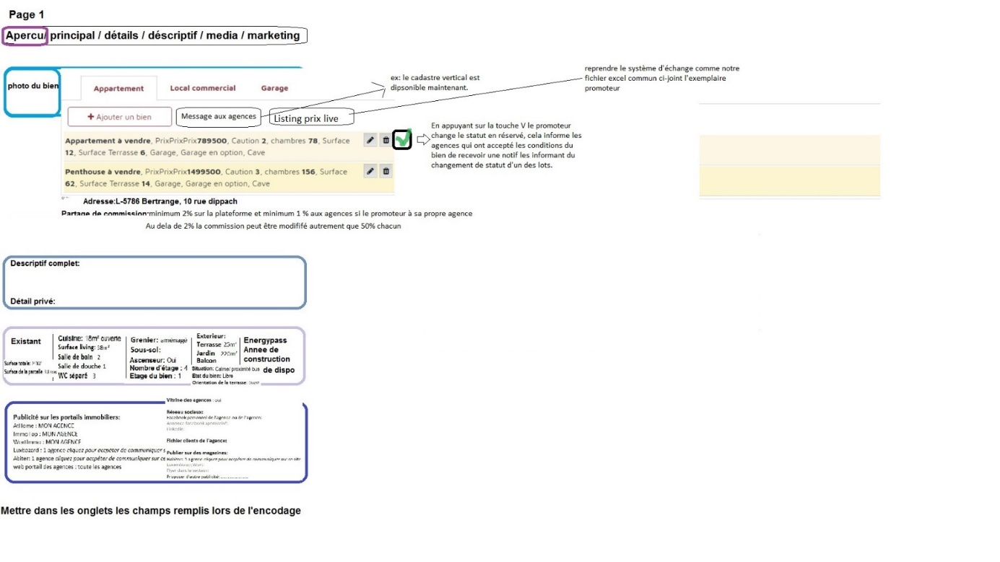 Page 1
Apercu/ principal / détails / déscriptif / media / marketing
photo du bien
Appartement
Local commercial
Garage
+ Ajouter un bien
Message aux agences
Listing prix live
ex: le cadastre vertical est
dipsonible maintenant.
reprendre le système d'échange comme notre
fichier excel commun ci-joint l'exemplaire
promoteur
Appartement à vendre, PrixPrixPrix789500, Caution 2, chambres 78, Surface
12, Surface Terrasse 6, Garage, Garage en option, Cave
Penthouse à vendre, PrixPrixPrix1499500, Caution 3, chambres 156, Surface
62, Surface Terrasse 14, Garage, Garage en option, Cave
En appuyant sur la touche V le promoteur
change le statut en réservé, cela informe les
agences qui ont accepté les conditions du
bien de recevoir une notif les informant du
changement de statut d'un des lots.
Adresse:L-5786 Bertrange, 10 rue dippach
Partage de commission:minimum 2% sur la plateforme et minimum 1 % aux agences si le promoteur à sa propre agence
Au dela de 2% la commission peut être modififé autrement que 50% chacun
Descriptif complet:
Détail privé:
Existant
Surface totale:
Surface de la parcelle
Cuisine: 18m² ouverte
Surface living: 38m²
Salle de bain 2
Salle de douche 1
WC séparé 3
Grenier: aménagé
Sous-sol:
Ascenseur: Oui
Nombre d'étage : 4
Etage du bien : 1
Exterieur:
Terrasse 25m²
Jardin 220m²
Balcon
Situation: Calme/ proximité bus
Etat du bien: Libre
Orientation de la terrasse: Ouest
Energypass
Annee de
construction
de dispo
Publicité sur les portails immobiliers:
AtHome : MON AGENCE
ImmoTop : MON AGENCE
Wortimmo : MON AGENCE
Luxbazard : 1 agence cliquez pour accpéter de communiquer s
Abiter: 1 agence cliquez pour accpéter de communiquer sur ce
web portail des agences : toute les agences
Vitrine des agences : oui
Réseau sociaux:
Facebook personnel de l'agence ou de l'agence:
Annonce facebook sponsorisé:
Linkedin:
Fichier clients de l'agence:
Publier sur des magazines:
Habiter: 1 agence cliquez pour accpéter de communiquer sur ce site
Luxemburger Wort:
Flyer dans le secteur:
Proposer d'autre publicité: ...................
Mettre dans les onglets les champs remplis lors de l'encodage